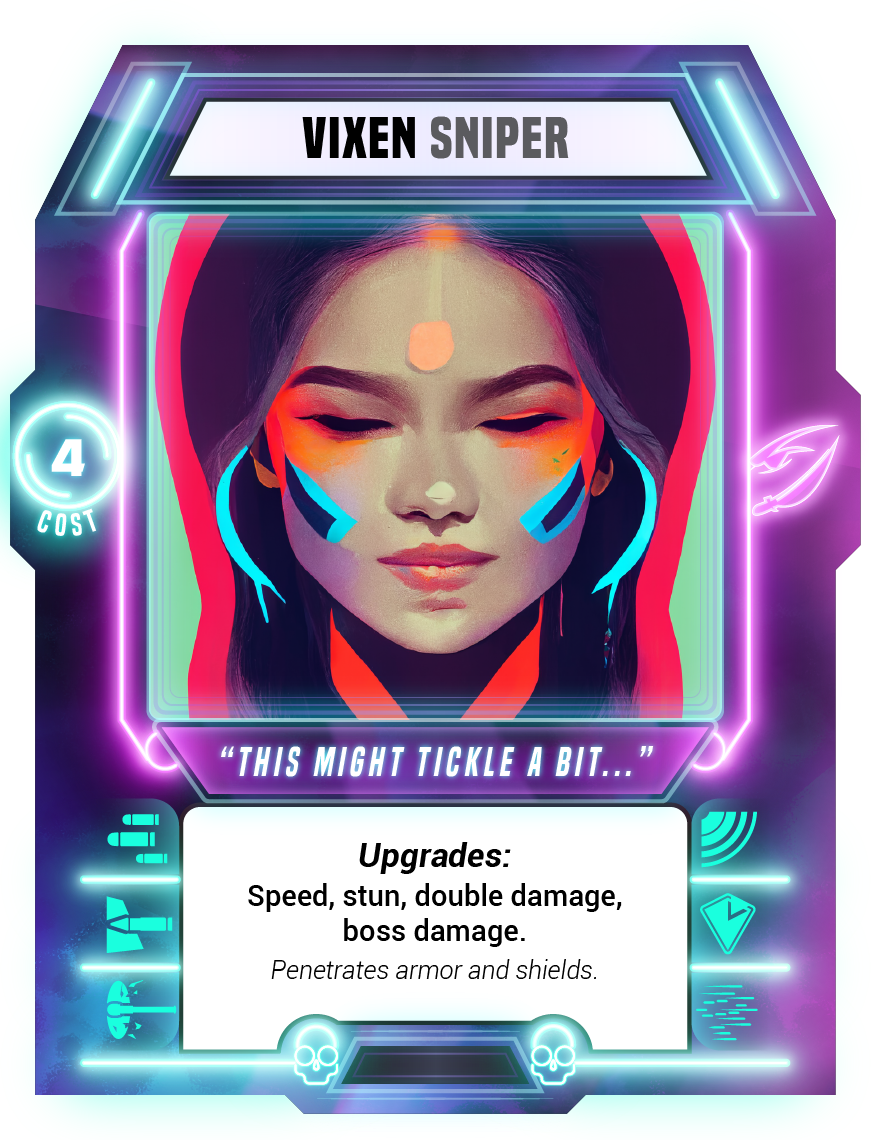 VIXEN SNIPER
4
COST
“THIS MIGHT TICKLE A BIT...”
Upgrades:
Speed, stun, double damage,
boss damage.
Penetrates armor and shields.